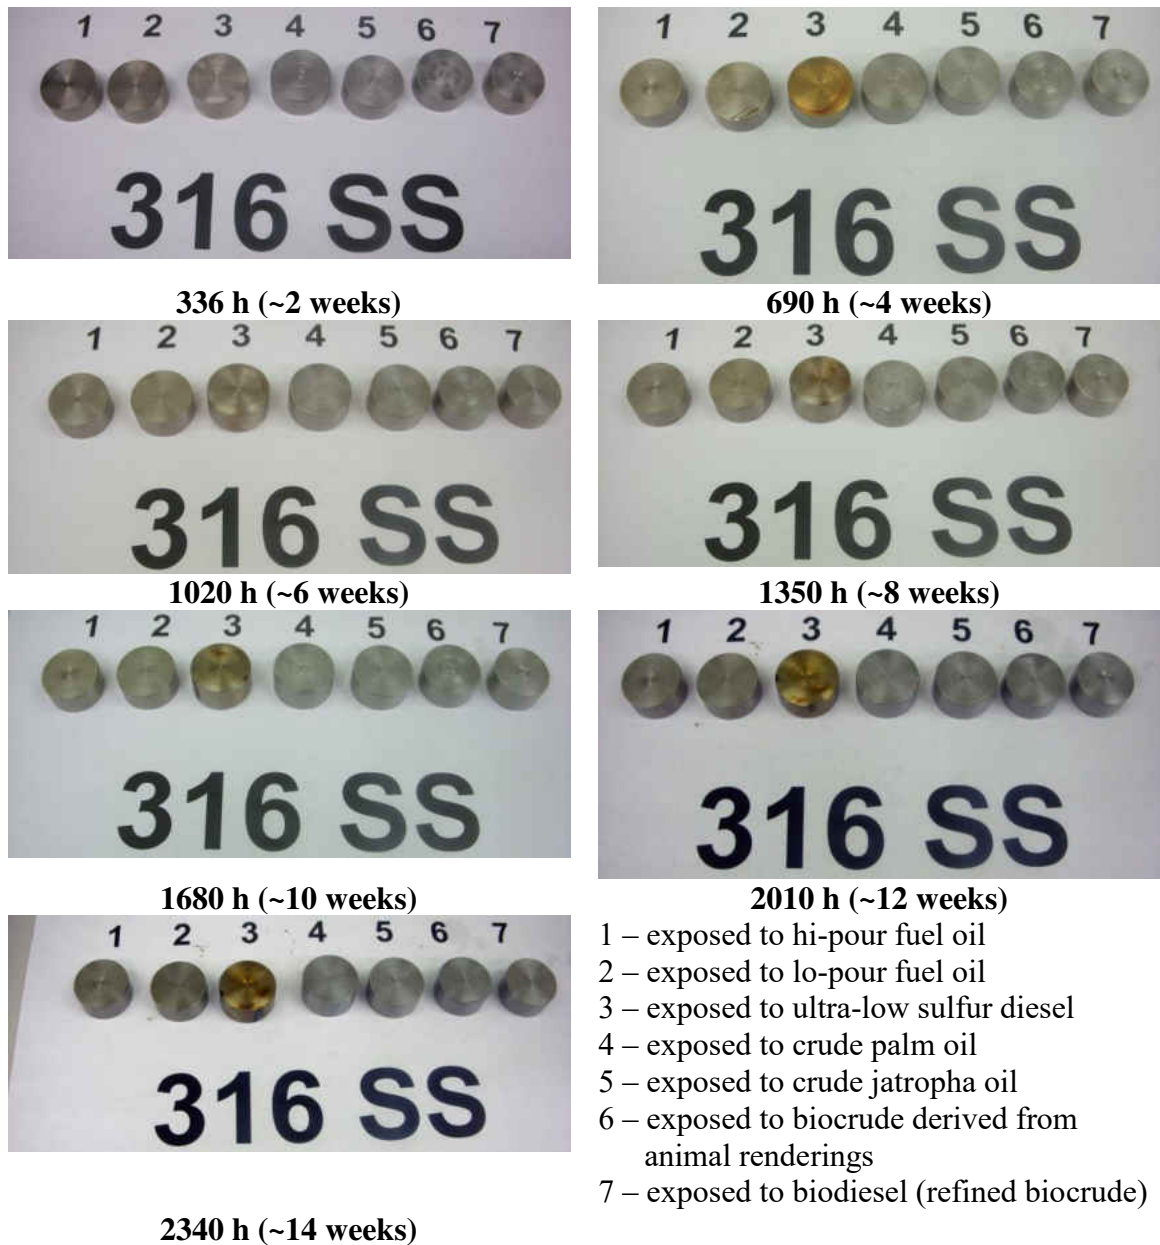 1 2 3 4 5 6 7
316 SS
336 h (~2 weeks)
1 2 3 4 5 6 7
316 SS
690 h (~4 weeks)
1 2 3 4 5 6 7
316 SS
1020 h (~6 weeks)
1 2 3 4 5 6 7
316 SS
1350 h (~8 weeks)
1 2 3 4 5 6 7
316 SS
1680 h (~10 weeks)
1 2 3 4 5 6 7
316 SS
2010 h (~12 weeks)
1 2 3 4 5 6 7
316 SS
2340 h (~14 weeks)
1 – exposed to hi-pour fuel oil
2 – exposed to lo-pour fuel oil
3 – exposed to ultra-low sulfur diesel
4 – exposed to crude palm oil
5 – exposed to crude jatropha oil
6 – exposed to biocrude derived from
animal renderings
7 – exposed to biodiesel (refined biocrude)